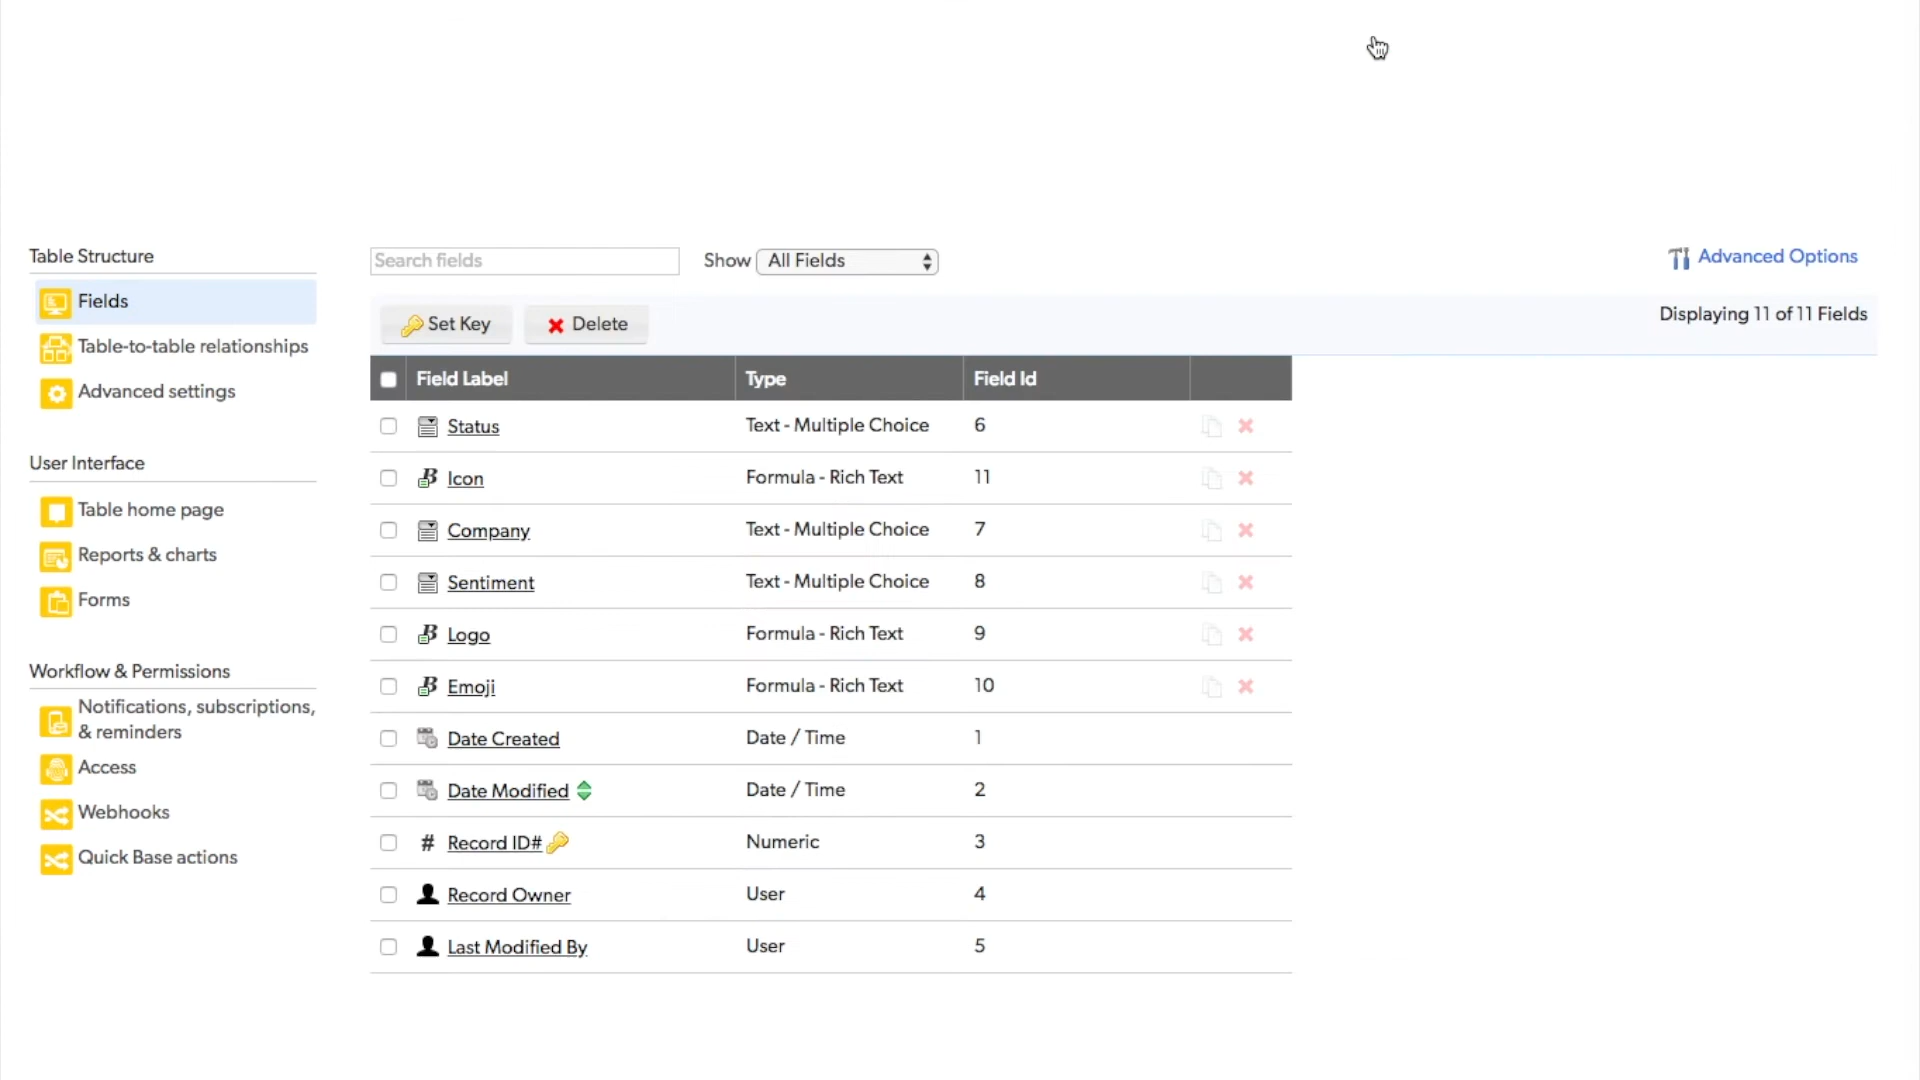 Table Structure
Fields
Table-to-table relationships
Advanced settings
User Interface
Table home page
Reports & charts
Forms
Workflow & Permissions
Notifications, subscriptions,
& reminders
Access
Webhooks
Quick Base actions
Search fields
Show All Fields
Advanced Options
Set Key Delete
Displaying 11 of 11 Fields
Field Label Type Field Id
Status Text - Multiple Choice 6
Icon Formula - Rich Text 11
Company Text - Multiple Choice 7
Sentiment Text - Multiple Choice 8
Logo Formula - Rich Text 9
Emoji Formula - Rich Text 10
Date Created Date / Time 1
Date Modified Date / Time 2
# Record ID# Numeric 3
Record Owner User 4
Last Modified By User 5